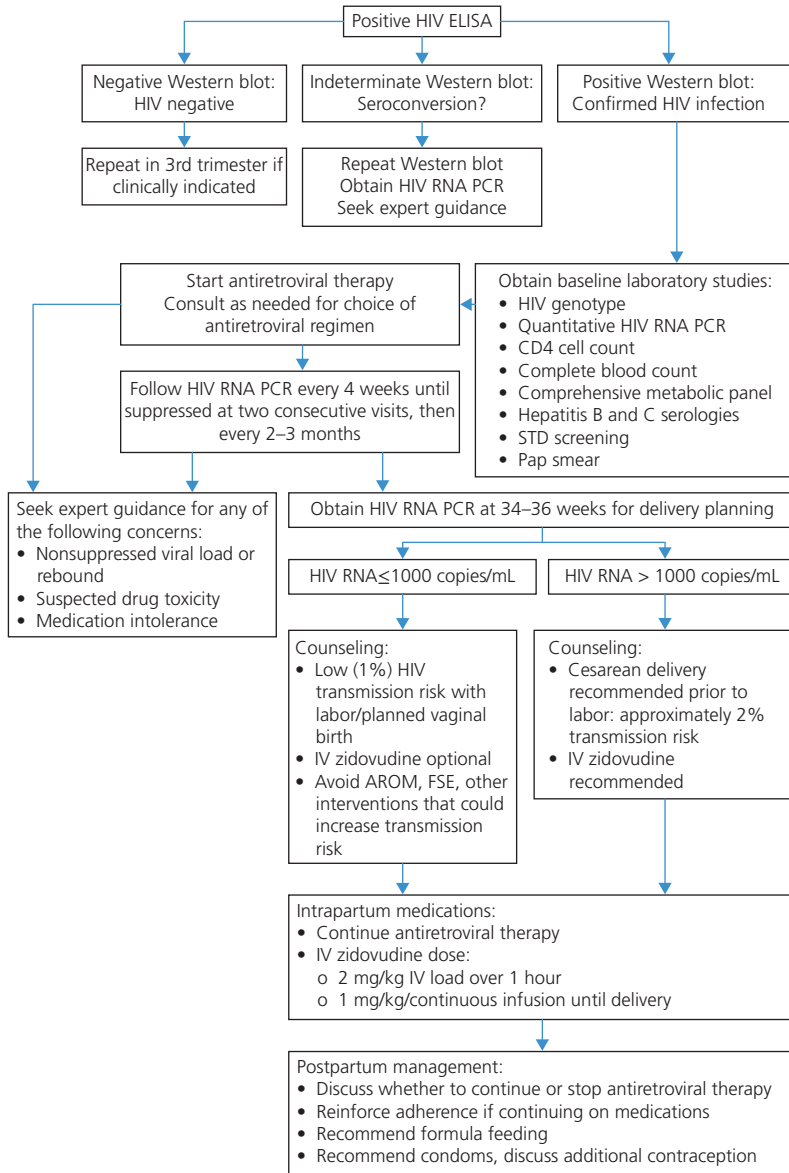 Positive HIV ELISA
Negative Western blot:
HIV negative
Indeterminate Western blot:
Seroconversion?
Positive Western blot:
Confirmed HIV infection
Repeat in 3rd trimester if
clinically indicated
Repeat Western blot
Obtain HIV RNA PCR
Seek expert guidance
Start antiretroviral therapy
Consult as needed for choice of
antiretroviral regimen
Obtain baseline laboratory studies:
• HIV genotype
• Quantitative HIV RNA PCR
• CD4 cell count
• Complete blood count
• Comprehensive metabolic panel
• Hepatitis B and C serologies
• STD screening
• Pap smear
Follow HIV RNA PCR every 4 weeks until
suppressed at two consecutive visits, then
every 2–3 months
Seek expert guidance for any of
the following concerns:
• Nonsuppressed viral load or
rebound
• Suspected drug toxicity
• Medication intolerance
Obtain HIV RNA PCR at 34–36 weeks for delivery planning
HIV RNA≤1000 copies/mL
HIV RNA > 1000 copies/mL
Counseling:
• Low (1%) HIV
transmission risk with
labor/planned vaginal
birth
• IV zidovudine optional
• Avoid AROM, FSE, other
interventions that could
increase transmission
risk
Counseling:
• Cesarean delivery
recommended prior to
labor: approximately 2%
transmission risk
• IV zidovudine
recommended
Intrapartum medications:
• Continue antiretroviral therapy
• IV zidovudine dose:
o 2 mg/kg IV load over 1 hour
o 1 mg/kg/continuous infusion until delivery
Postpartum management:
• Discuss whether to continue or stop antiretroviral therapy
• Reinforce adherence if continuing on medications
• Recommend formula feeding
• Recommend condoms, discuss additional contraception